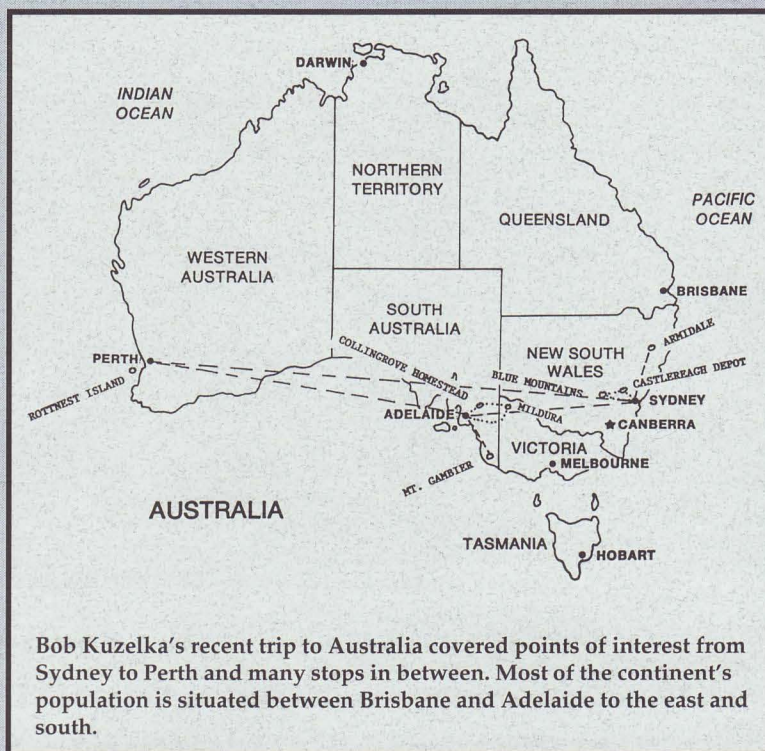 DARWIN
INDIAN
OCEAN
NORTHERN
TERRITORY
PACIFIC
OCEAN
QUEENSLAND
WESTERN
AUSTRALIA
BRISBANE
SOUTH
AUSTRALIA
ARMIDALE
COLLINGROVE HOMESTEAD
NEW SOUTH
WALES
PERTH
BLUE MOUNTAINS
CASTLEREAGH DEPOT
ROTTNEST ISLAND
SYDNEY
ADELAIDE
MILDURA
CANBERRA
VICTORIA
MELBOURNE
MT. GAMBIER
AUSTRALIA
TASMANIA
HOBART
Bob Kuzelka's recent trip to Australia covered points of interest from
Sydney to Perth and many stops in between. Most of the continent's
population is situated between Brisbane and Adelaide to the east and
south.